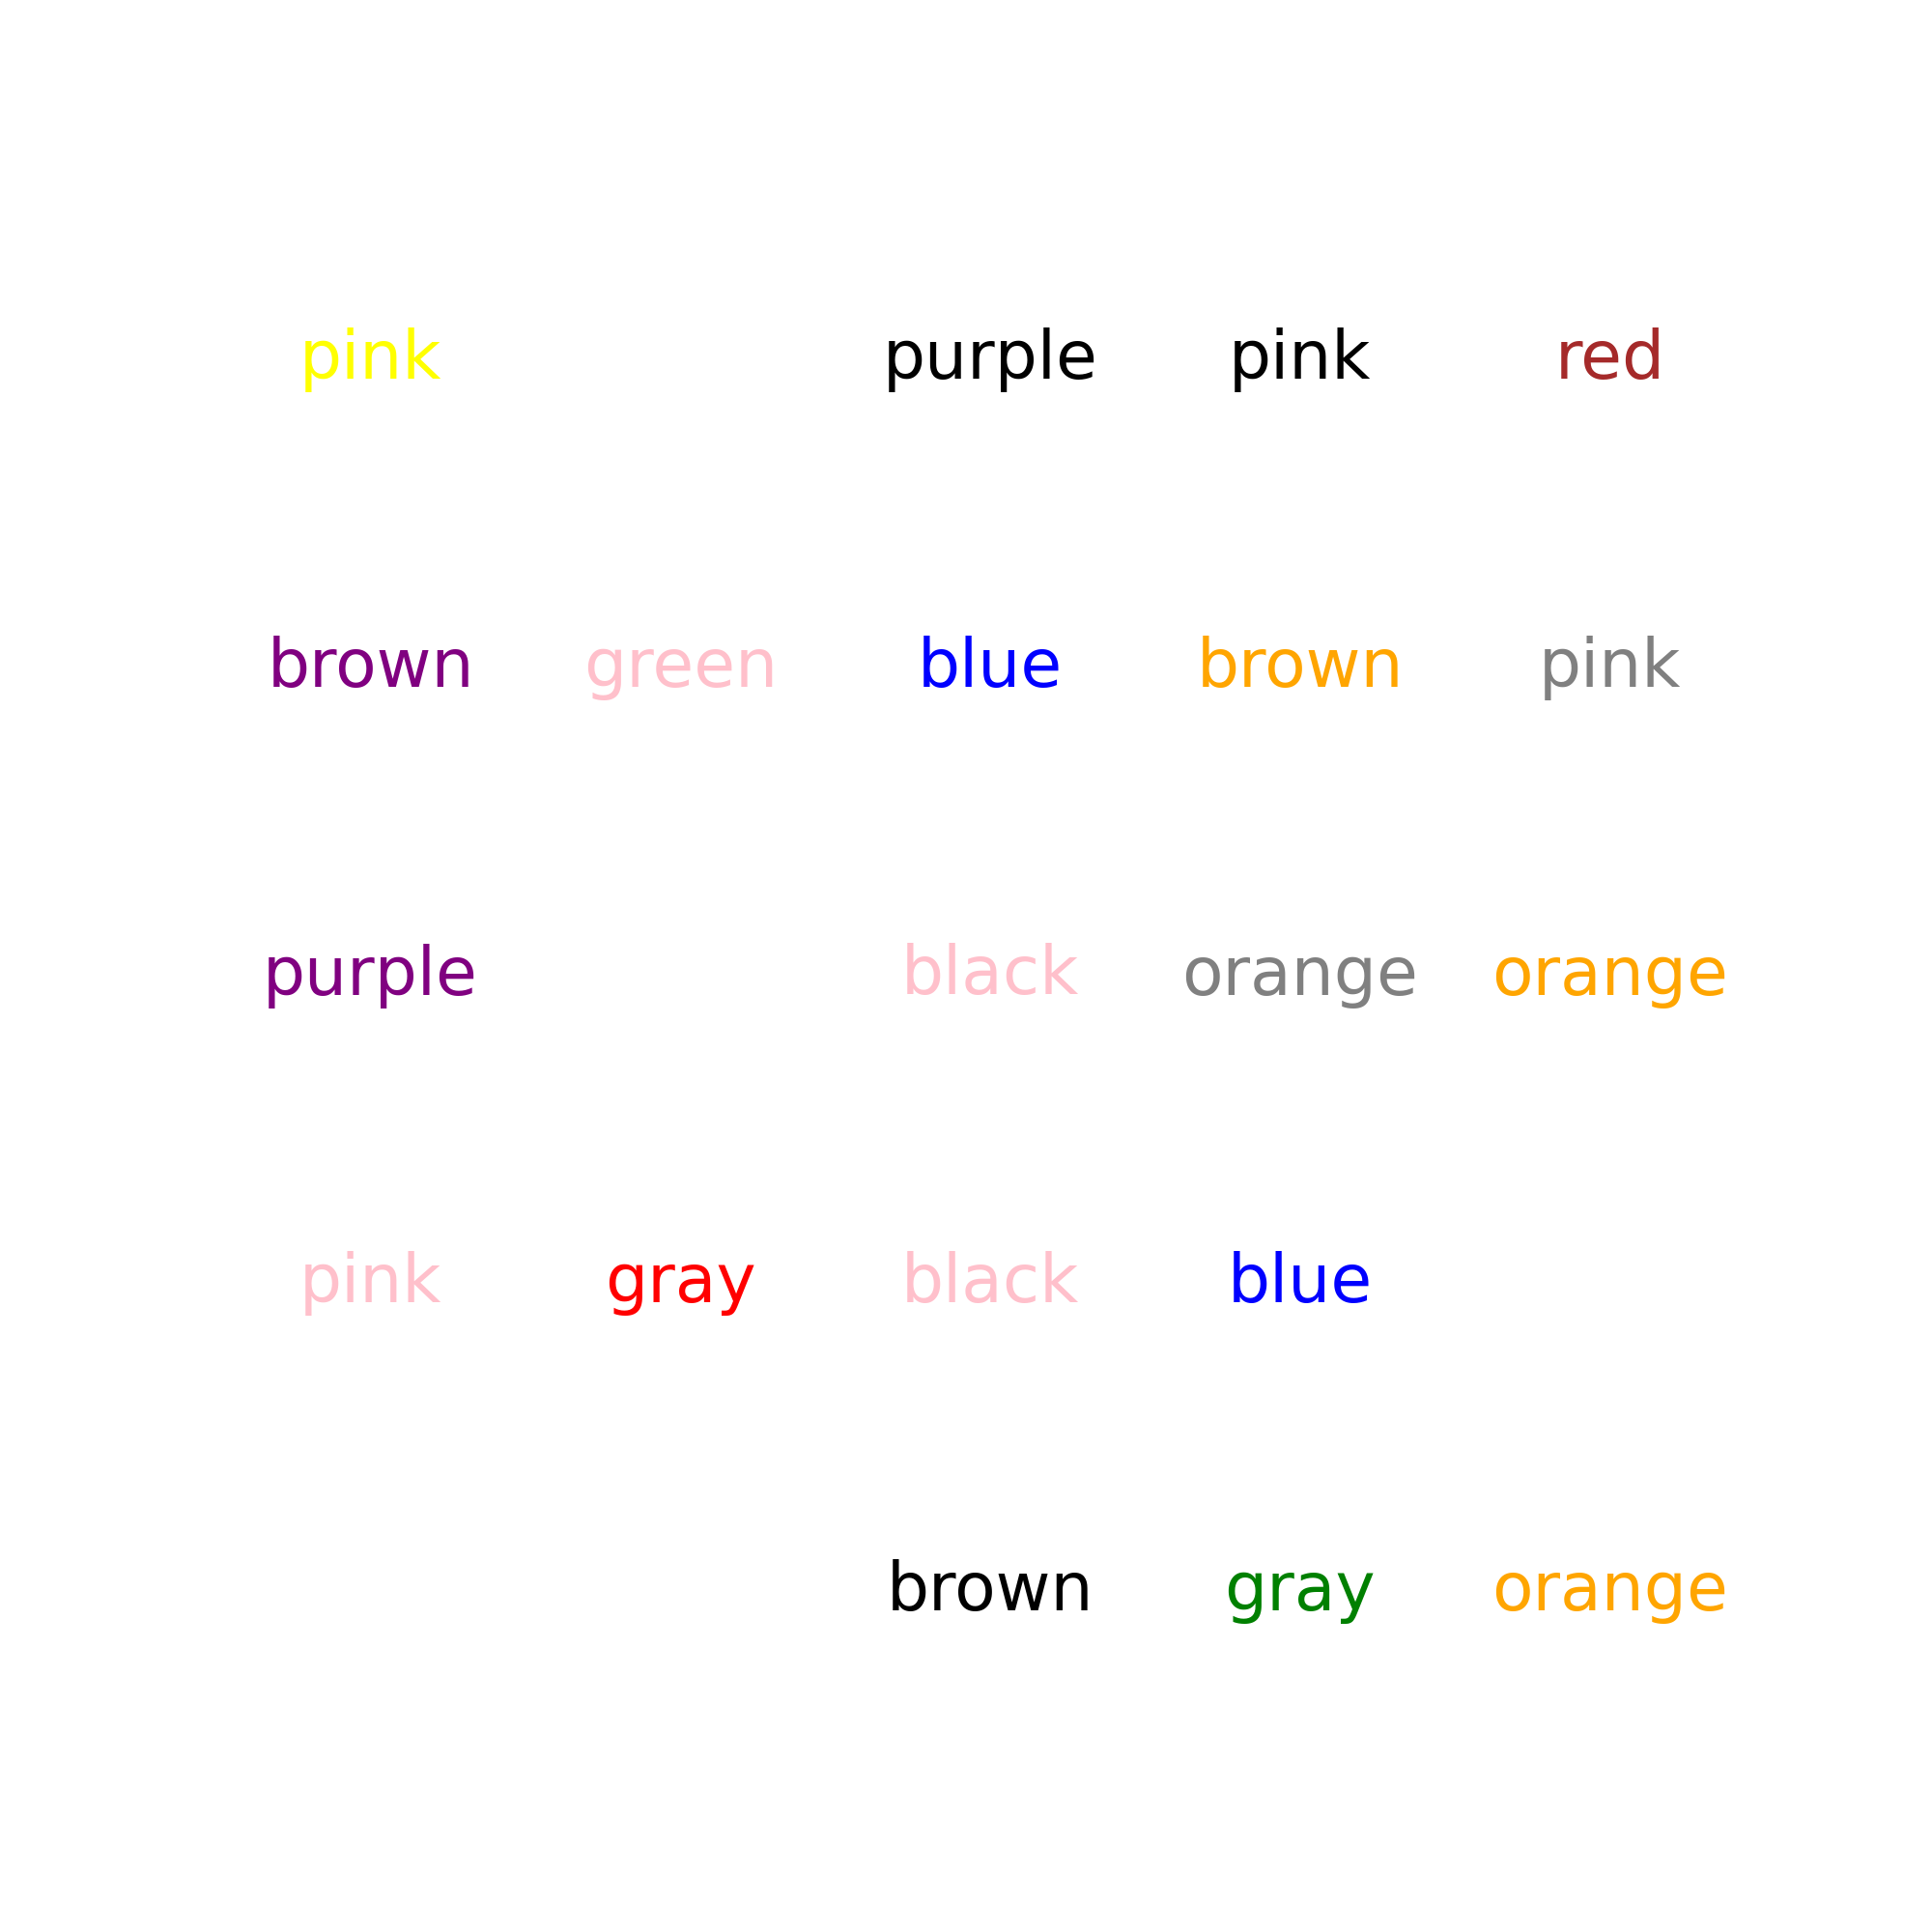 pink purple pink red
brown green blue brown pink
purple black orange orange
pink gray black blue
brown gray orange